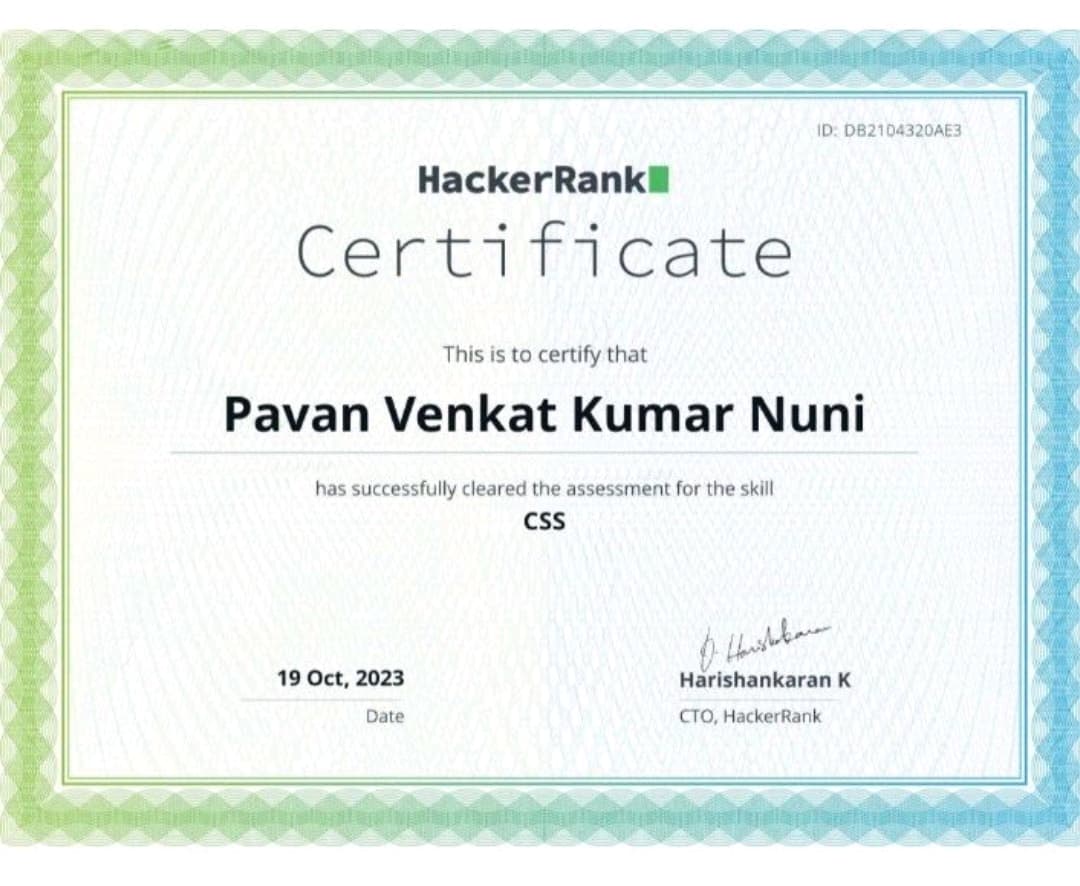 ID: DB2104320AE3
HackerRank
Certificate
This is to certify that
Pavan Venkat Kumar Nuni
has successfully cleared the assessment for the skill
CSS
19 Oct, 2023
Date
Harishankaran K
CTO, HackerRank